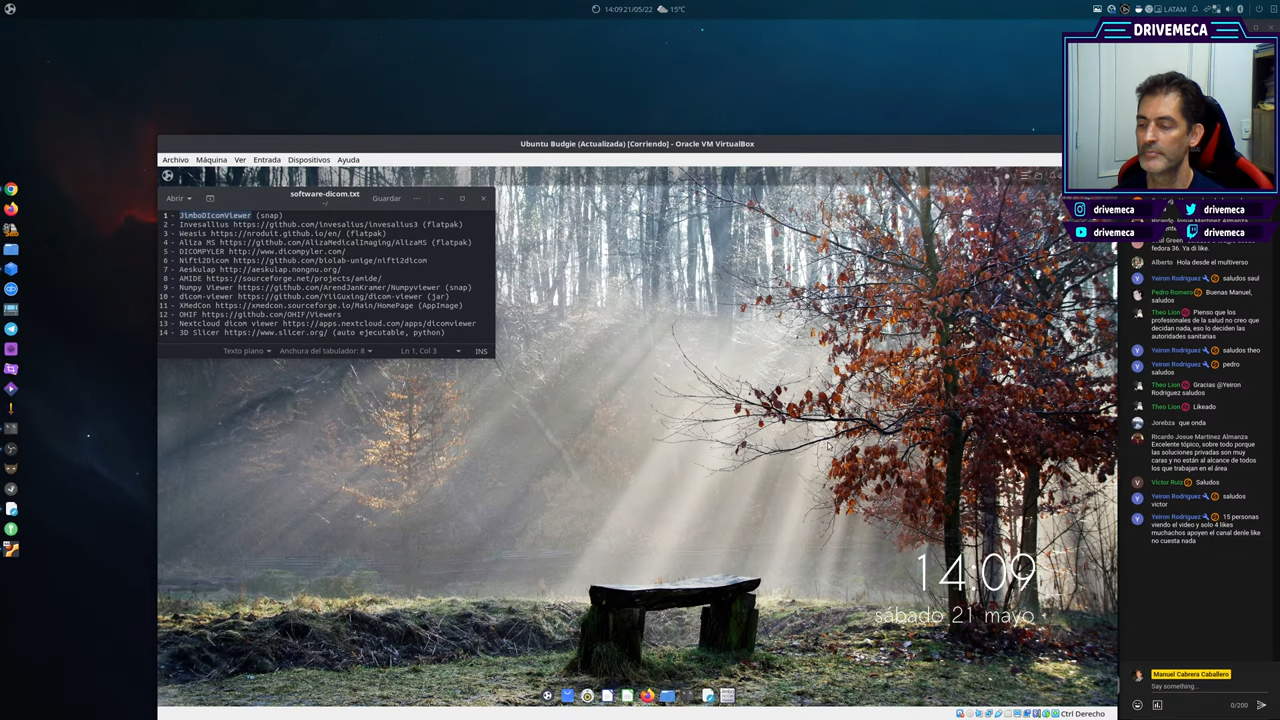 14:09 21/05/22 15°C
LATAM
DRIVEMECA
drivemeca drivemeca
drivemeca drivemeca
Ubuntu Budgie (Actualizada) [Corriendo] - Oracle VM VirtualBox
Archivo Máquina Ver Entrada Dispositivos Ayuda
Abrir software-dicom.txt Guardar
~/
1 - JimboDIcomViewer (snap)
2 - Invesallius https://github.com/invesalius/invesalius3 (flatpak)
3 - Weasis https://nroduit.github.io/en/ (flatpak)
4 - Aliza MS https://github.com/AlizaMedicalImaging/AlizaMS (flatpak)
5 - DICOMPYLER http://www.dicompyler.com/
6 - Nifti2Dicom https://github.com/biolab-unige/nifti2dicom
7 - Aeskulap http://aeskulap.nongnu.org/
8 - AMIDE https://sourceforge.net/projects/amide/
9 - Numpy Viewer https://github.com/ArendJanKramer/Numpyviewer (snap)
10 - dicom-viewer https://github.com/YiiGuxing/dicom-viewer (jar)
11 - XMedCon https://xmedcon.sourceforge.io/Main/HomePage (AppImage)
12 - OHIF https://github.com/OHIF/Viewers
13 - Nextcloud dicom viewer https://apps.nextcloud.com/apps/dicomviewer
14 - 3D Slicer https://www.slicer.org/ (auto ejecutable, python)
Texto plano Anchura del tabulador: 8 Ln 1, Col 3 INS
14:09
sábado 21 mayo
Ctrl Derecho
fedora 36. Ya di like.
Alberto Hola desde el multiverso
Yeiron Rodriguez saludos saul
Pedro Romero Buenas Manuel,
saludos
Theo Lion Pienso que los
profesionales de la salud no creo que
decidan nada, eso lo deciden las
autoridades sanitarias
Yeiron Rodriguez saludos theo
Yeiron Rodriguez pedro
saludos
Theo Lion Gracias @Yeiron
Rodriguez saludos
Theo Lion Likeado
Jorebza que onda
Ricardo Josue Martinez Almanza
Excelente tópico, sobre todo porque
las soluciones privadas son muy
caras y no están al alcance de todos
los que trabajan en el área
Víctor Ruiz Saludos
Yeiron Rodriguez saludos
victor
Yeiron Rodriguez 15 personas
viendo el video y solo 4 likes
muchachos apoyen el canal denle like
no cuesta nada
Manuel Cabrera Caballero
Say something...
0/200